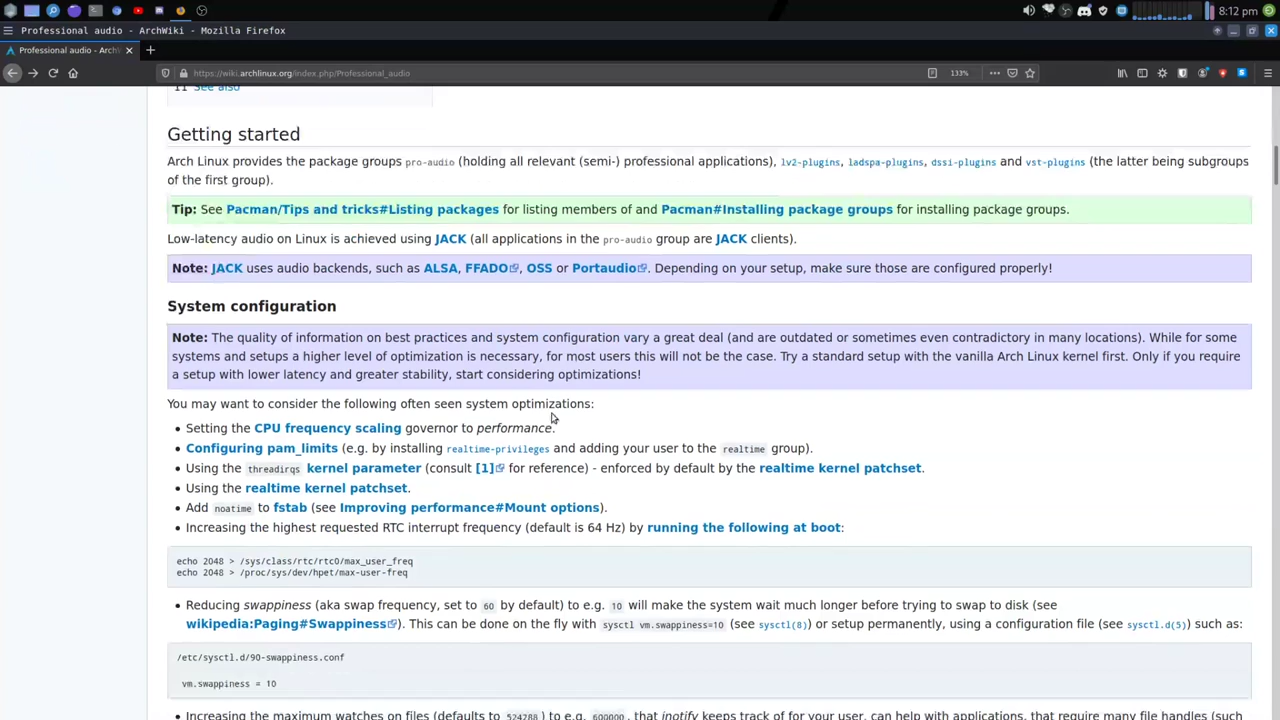 8:12 pm
Professional audio - ArchWiki - Mozilla Firefox
Professional audio - ArchW
https://wiki.archlinux.org/index.php/Professional_audio
133%
11 See also
Getting started
Arch Linux provides the package groups pro-audio (holding all relevant (semi-) professional applications), lv2-plugins, ladspa-plugins, dssi-plugins and vst-plugins (the latter being subgroups
of the first group).
Tip: See Pacman/Tips and tricks#Listing packages for listing members of and Pacman#Installing package groups for installing package groups.
Low-latency audio on Linux is achieved using JACK (all applications in the pro-audio group are JACK clients).
Note: JACK uses audio backends, such as ALSA, FFADO, OSS or Portaudio. Depending on your setup, make sure those are configured properly!
System configuration
Note: The quality of information on best practices and system configuration vary a great deal (and are outdated or sometimes even contradictory in many locations). While for some
systems and setups a higher level of optimization is necessary, for most users this will not be the case. Try a standard setup with the vanilla Arch Linux kernel first. Only if you require
a setup with lower latency and greater stability, start considering optimizations!
You may want to consider the following often seen system optimizations:
• Setting the CPU frequency scaling governor to performance.
• Configuring pam_limits (e.g. by installing realtime-privileges and adding your user to the realtime group).
• Using the threadirqs kernel parameter (consult [1] for reference) - enforced by default by the realtime kernel patchset.
• Using the realtime kernel patchset.
• Add noatime to fstab (see Improving performance#Mount options).
• Increasing the highest requested RTC interrupt frequency (default is 64 Hz) by running the following at boot:
echo 2048 > /sys/class/rtc/rtc0/max_user_freq
echo 2048 > /proc/sys/dev/hpet/max-user-freq
• Reducing swappiness (aka swap frequency, set to 60 by default) to e.g. 10 will make the system wait much longer before trying to swap to disk (see
wikipedia:Paging#Swappiness). This can be done on the fly with sysctl vm.swappiness=10 (see sysctl(8)) or setup permanently, using a configuration file (see sysctl.d(5)) such as:
/etc/sysctl.d/90-swappiness.conf
vm.swappiness = 10
• Increasing the maximum watches on files (defaults to 524288) to e.g. 600000, that inotify keeps track of for your user, can help with applications, that require many file handles (such